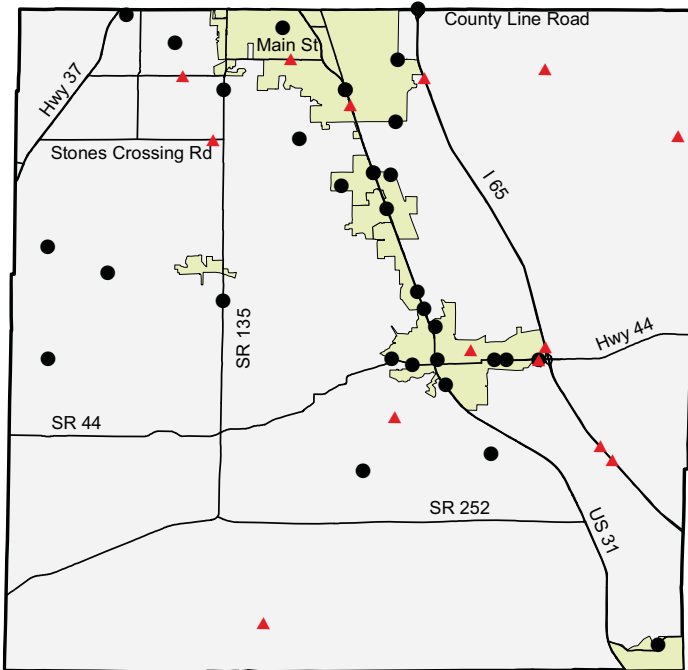 County Line Road
Main St
Hwy 37
Stones Crossing Rd
I 65
SR 135
Hwy 44
SR 44
SR 252
US 31